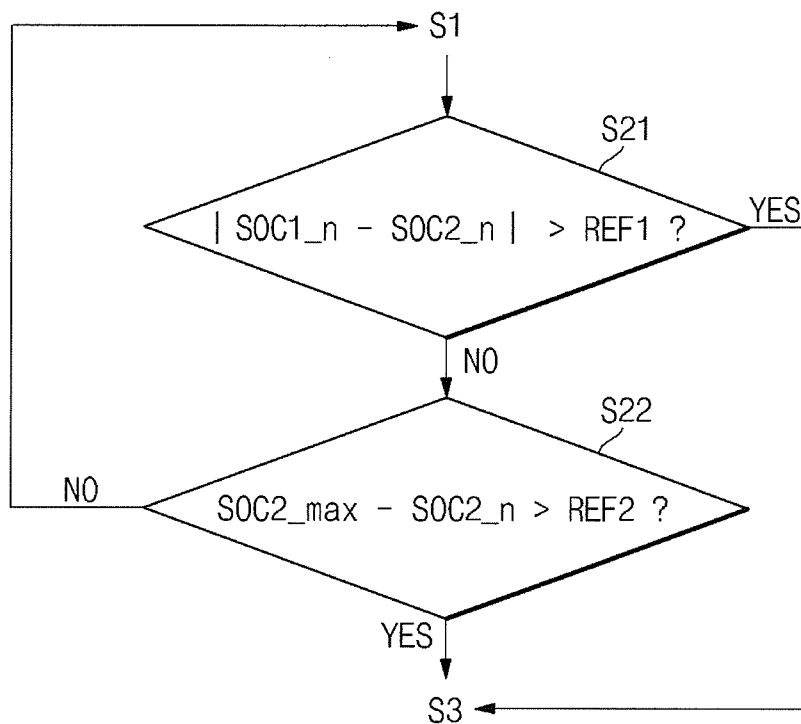 S1
S21
| SOC1_n - SOC2_n | > REF1 ?
YES
NO
S22
NO
SOC2_max - SOC2_n > REF2 ?
YES
S3